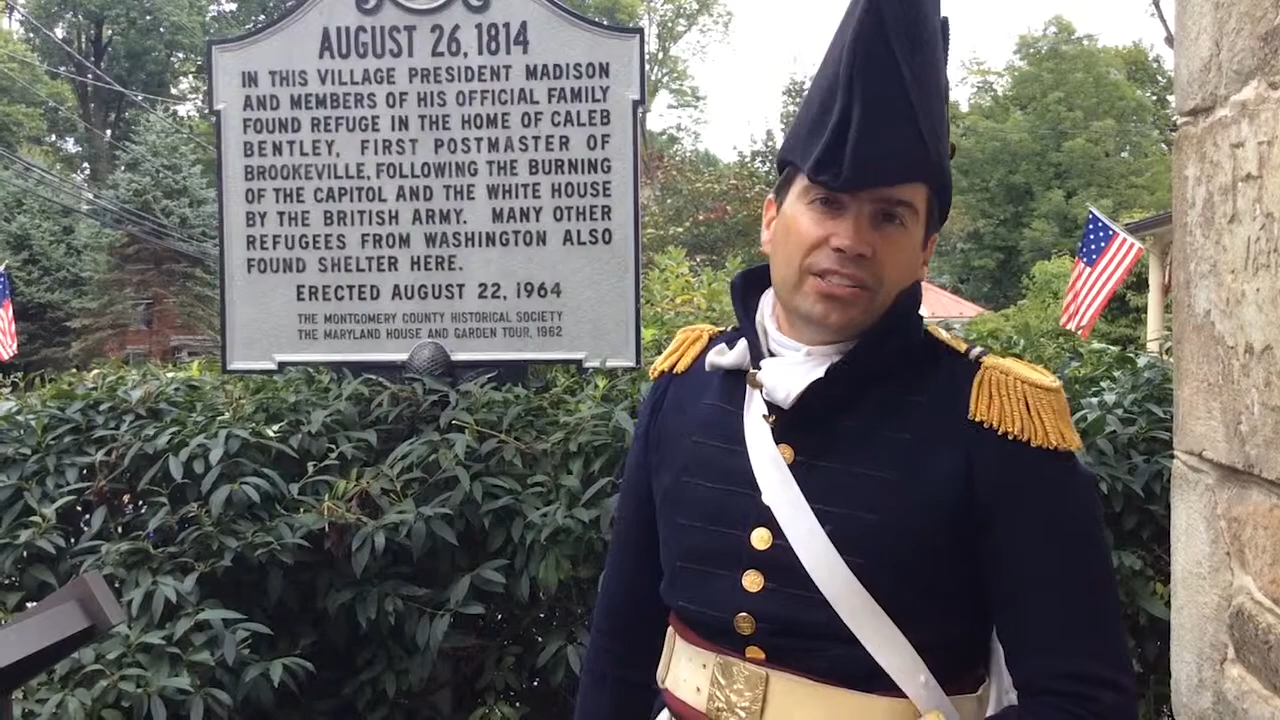 AUGUST 26, 1814
IN THIS VILLAGE PRESIDENT MADISON
AND MEMBERS OF HIS OFFICIAL FAMILY
FOUND REFUGE IN THE HOME OF CALEB
BENTLEY, FIRST POSTMASTER OF
BROOKEVILLE, FOLLOWING THE BURNING
OF THE CAPITOL AND THE WHITE HOUSE
BY THE BRITISH ARMY. MANY OTHER
REFUGEES FROM WASHINGTON ALSO
FOUND SHELTER HERE.
ERECTED AUGUST 22, 1964
THE MONTGOMERY COUNTY HISTORICAL SOCIETY
THE MARYLAND HOUSE AND GARDEN TOUR, 1962